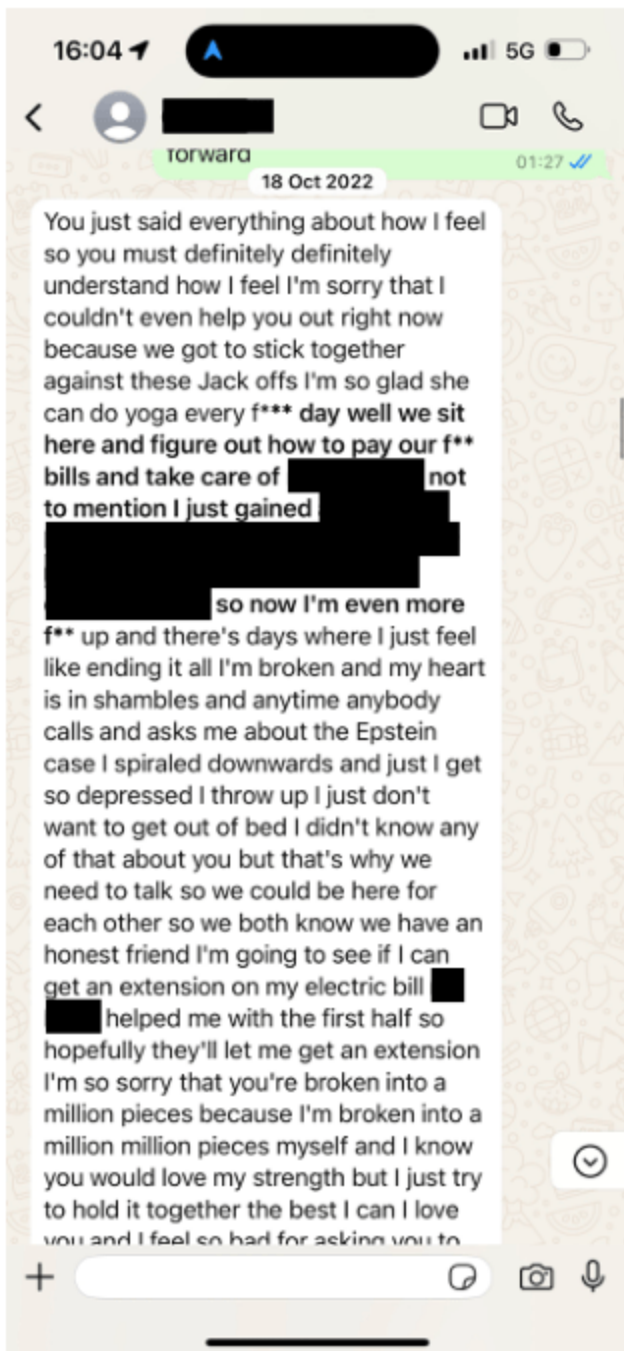 16:04
5G
forward
01:27
18 Oct 2022
You just said everything about how I feel
so you must definitely definitely
understand how I feel I'm sorry that I
couldn't even help you out right now
because we got to stick together
against these Jack offs I'm so glad she
can do yoga every f*** day well we sit
here and figure out how to pay our f**
bills and take care of not
to mention I just gained
so now I'm even more
f** up and there's days where I just feel
like ending it all I'm broken and my heart
is in shambles and anytime anybody
calls and asks me about the Epstein
case I spiraled downwards and just I get
so depressed I throw up I just don't
want to get out of bed I didn't know any
of that about you but that's why we
need to talk so we could be here for
each other so we both know we have an
honest friend I'm going to see if I can
get an extension on my electric bill
helped me with the first half so
hopefully they'll let me get an extension
I'm so sorry that you're broken into a
million pieces because I'm broken into a
million million pieces myself and I know
you would love my strength but I just try
to hold it together the best I can I love
you and I feel so bad for asking you to